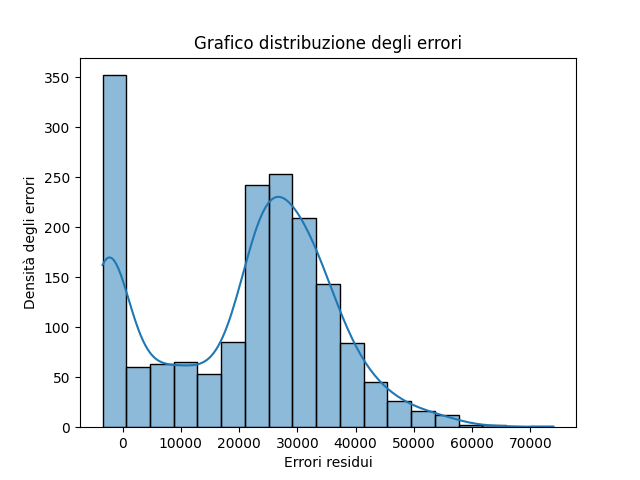 Grafico distribuzione degli errori
Densità degli errori
350
300
250
200
150
100
50
0
0 10000 20000 30000 40000 50000 60000 70000
Errori residui